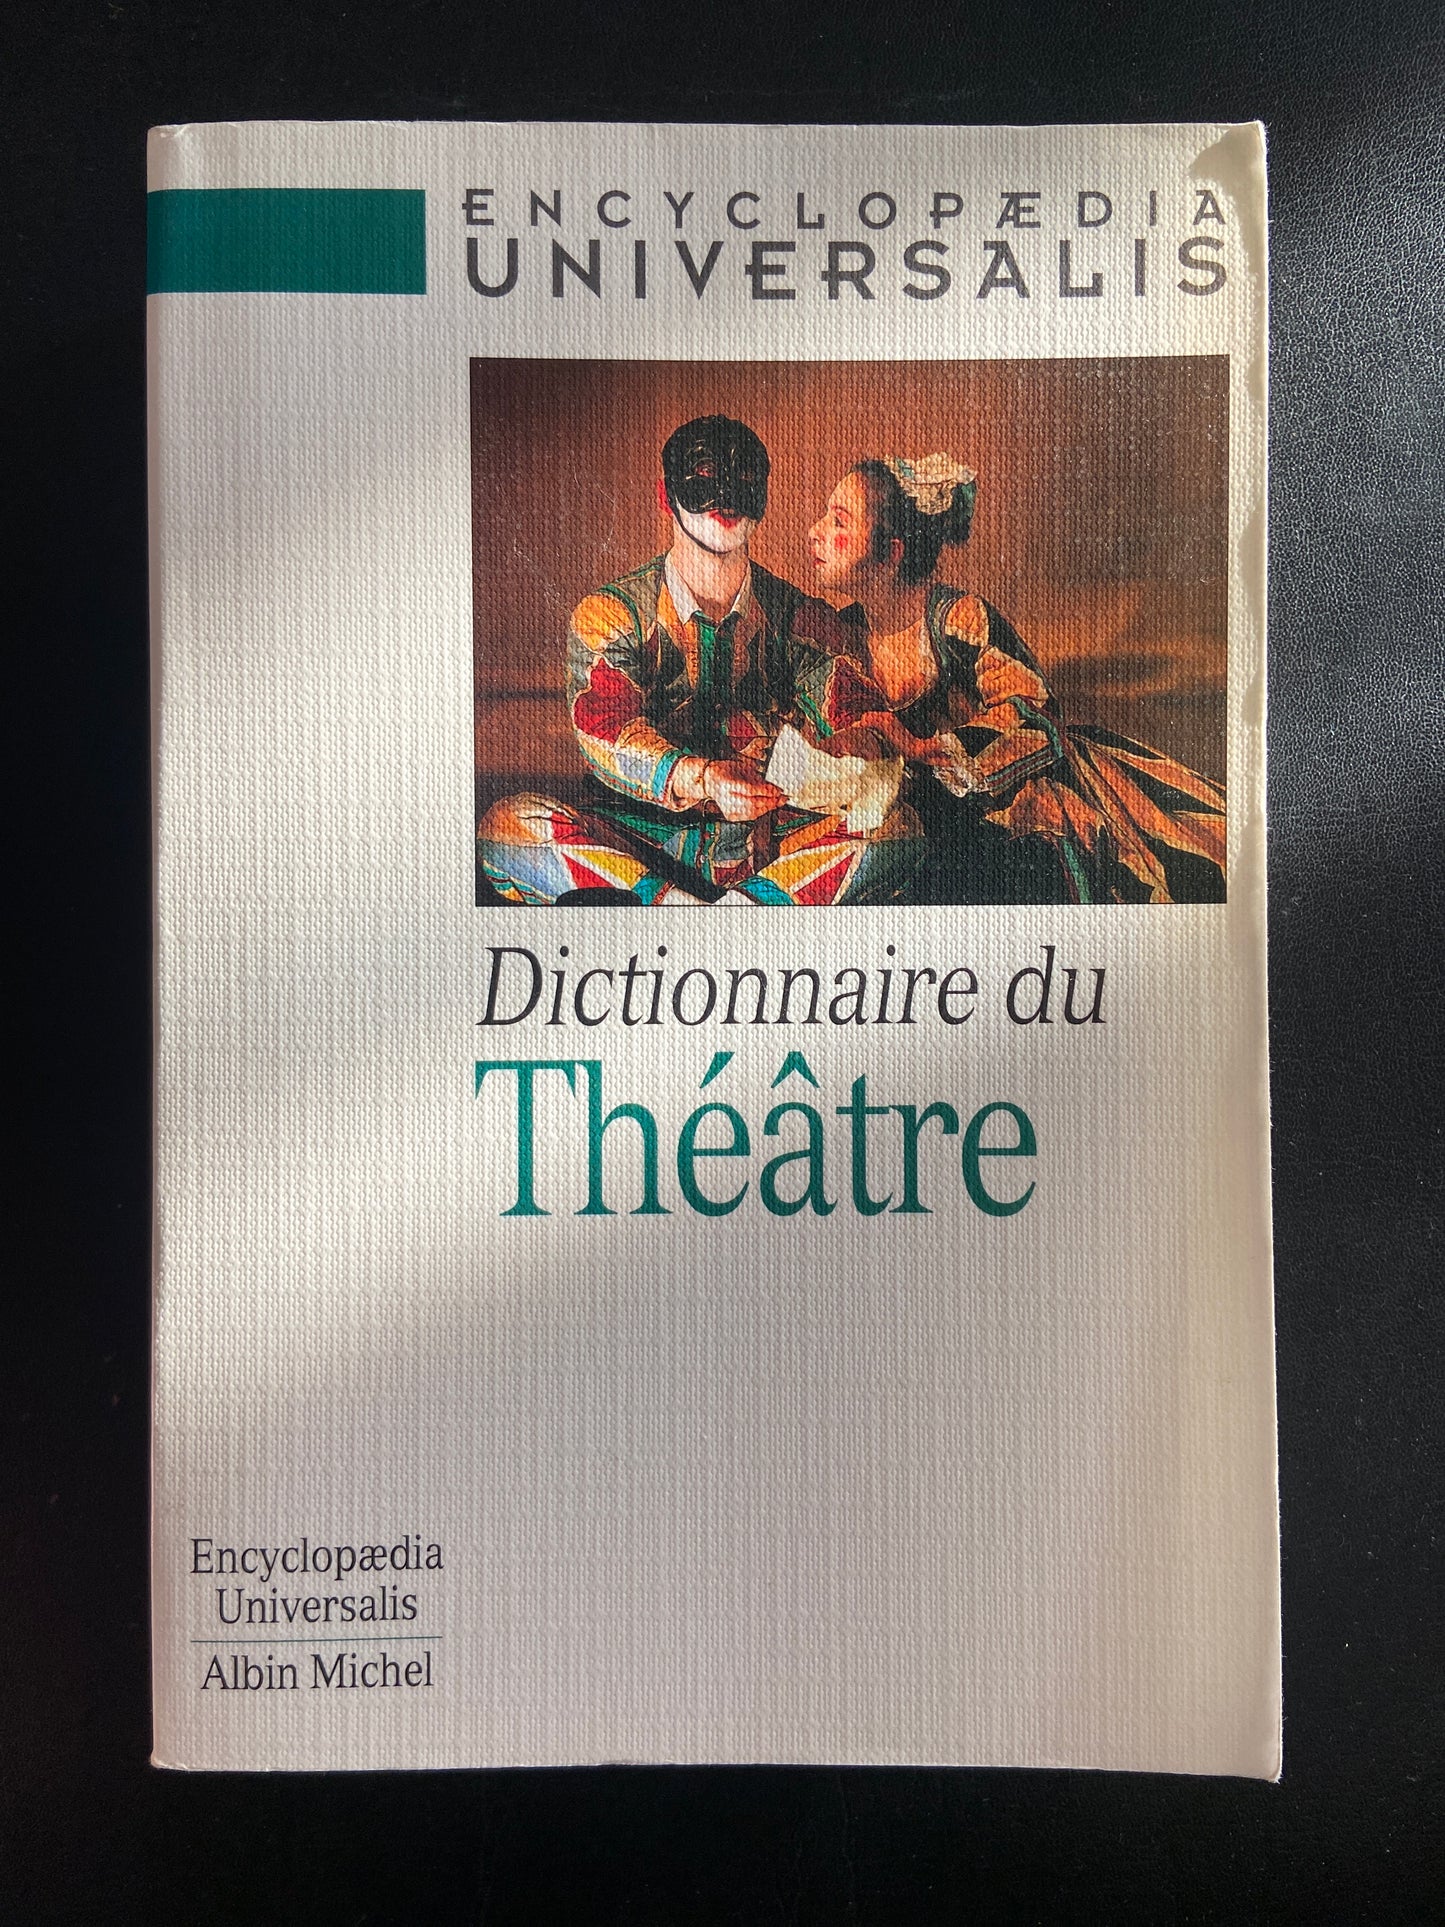 ENCYCLOPÆDIA
UNIVERSALIS
Dictionnaire du
Théâtre
Encyclopædia
Universalis
Albin Michel